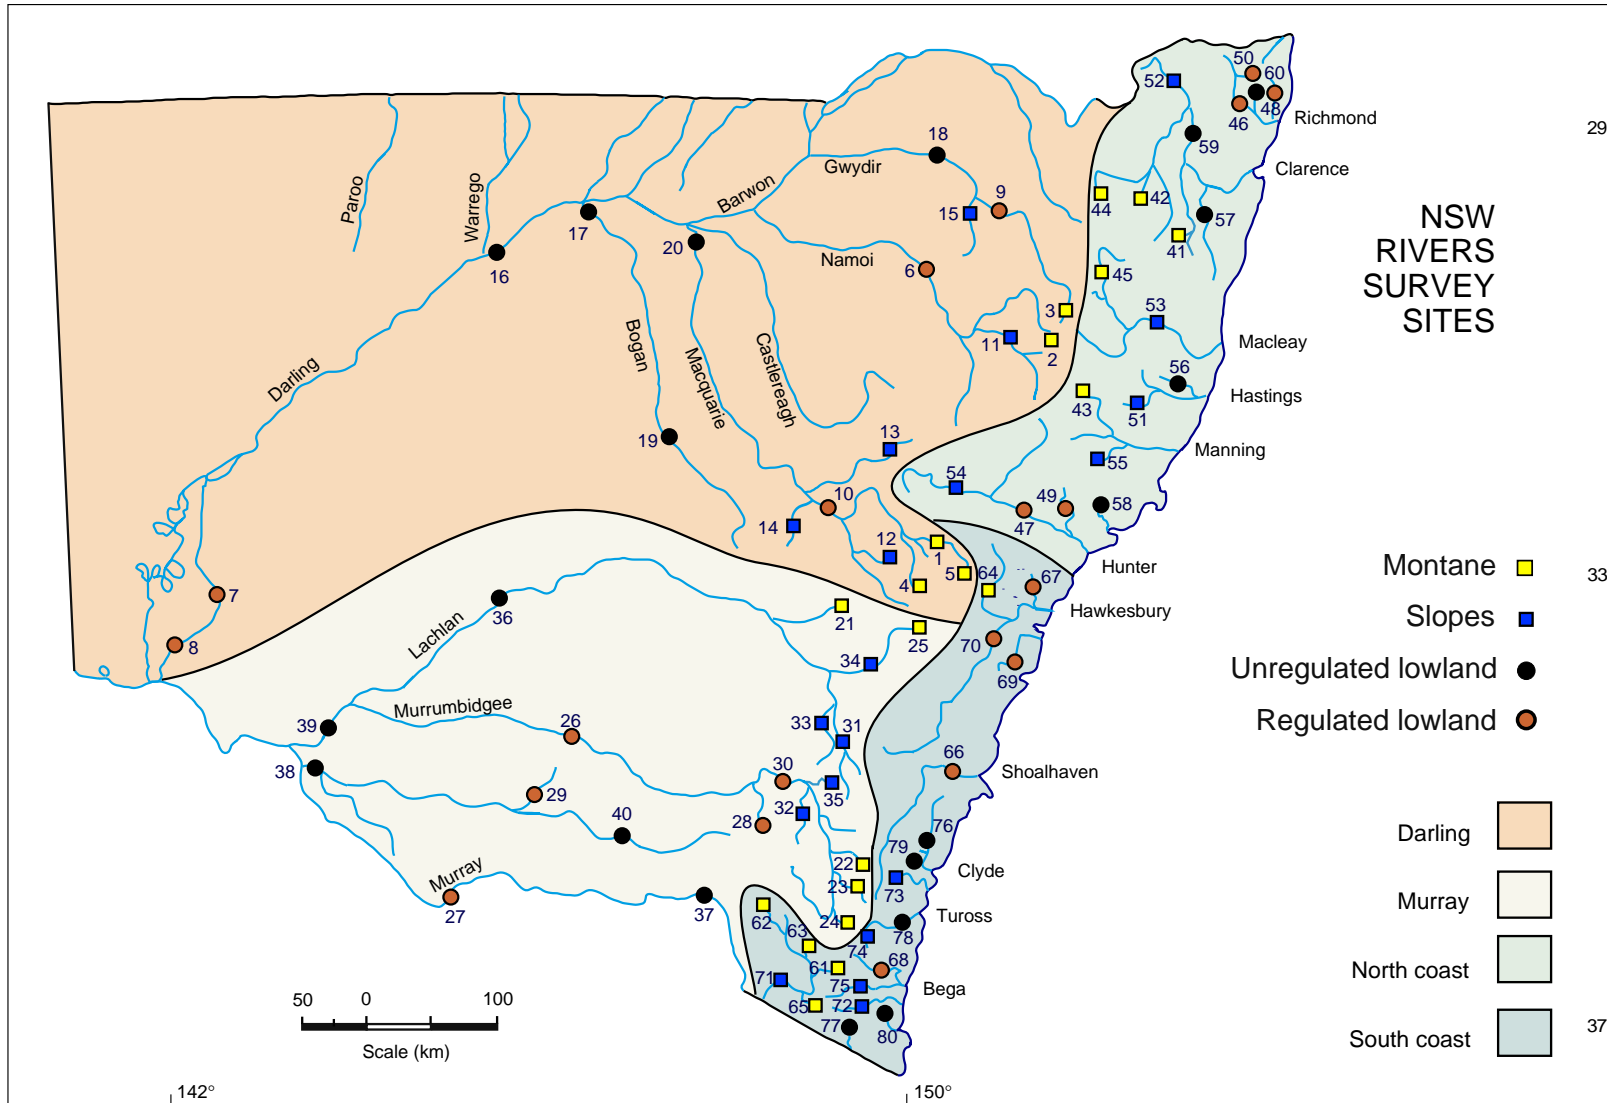 50
60
52
46
48
Richmond
29
59
18
Gwydir
Clarence
Paroo
Warrego
Barwon
9
15
44
42
57
NSW
RIVERS
SURVEY
SITES
17
20
16
Namoi
6
41
45
3
53
11
2
Macleay
Darling
Bogan
Macquarie
Castlereagh
56
Hastings
43
51
19
13
Manning
55
54
10
49
58
47
14
12
1
5
4
64
67
Hunter
Montane
33
Hawkesbury
7
36
21
Slopes
Lachlan
25
8
34
70
69
Unregulated lowland
Murrumbidgee
39
26
33
31
Regulated lowland
66
Shoalhaven
38
30
29
35
32
40
28
76
Darling
79
Clyde
22
Murray
23
73
27
37
62
24
Tuross
78
Murray
63
74
61
68
71
75
Bega
North coast
65
72
77
80
50
0
100
Scale (km)
37
South coast
142°
150°